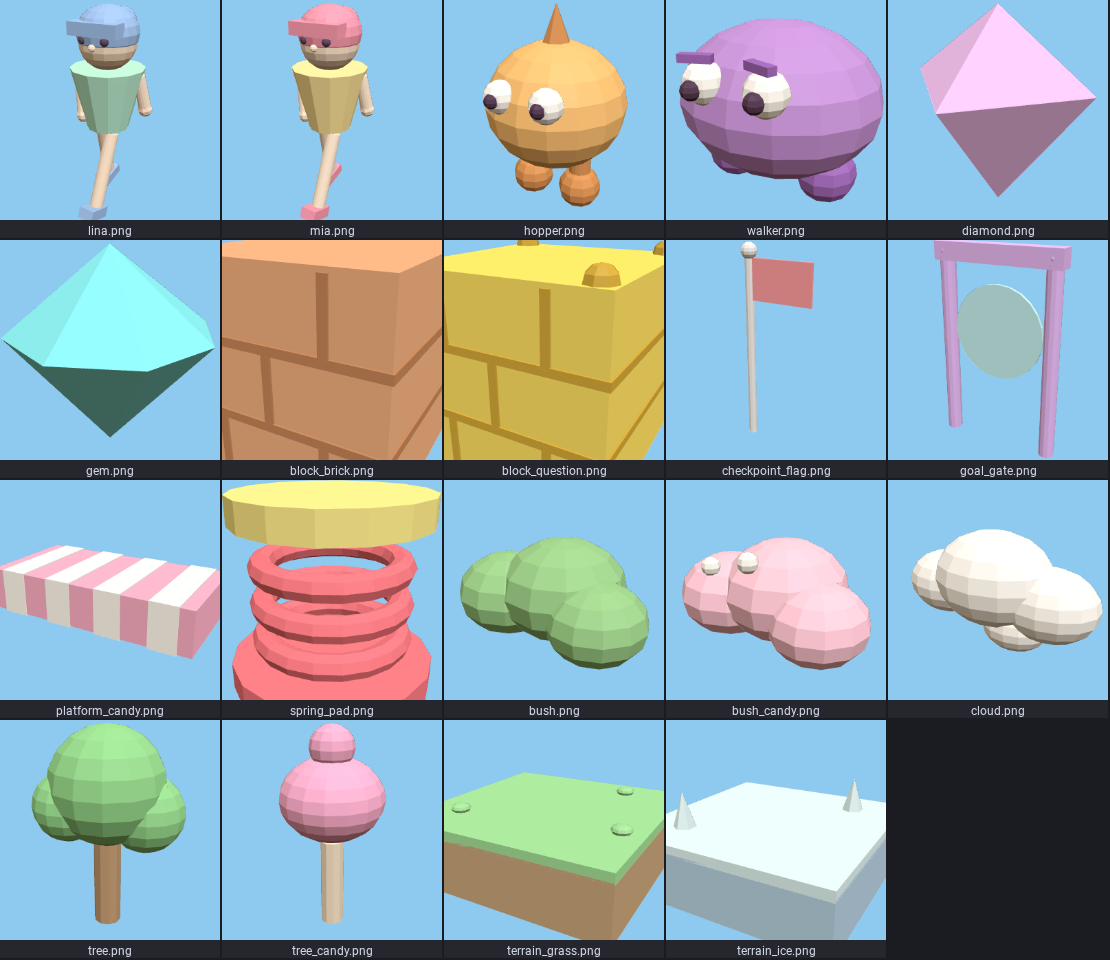 lina.png
mia.png
hopper.png
walker.png
diamond.png
gem.png
block_brick.png
block_question.png
checkpoint_flag.png
goal_gate.png
platform_candy.png
spring_pad.png
bush.png
bush_candy.png
cloud.png
tree.png
tree_candy.png
terrain_grass.png
terrain_ice.png